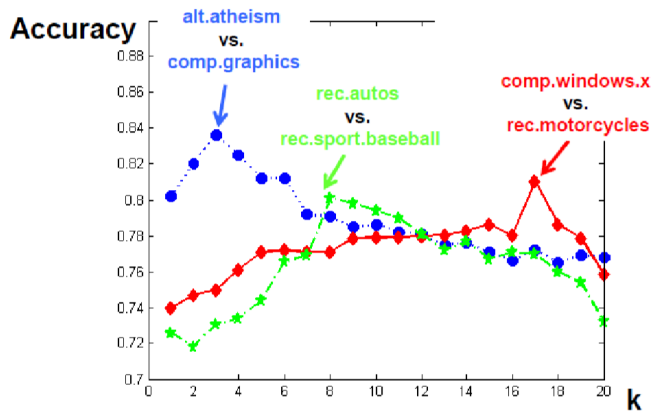 alt.atheism
Accuracy
vs.
comp.graphics
rec.autos
vs.
rec.sport.baseball
comp.windows.x
vs.
rec.motorcycles
0.88
0.86
0.84
0.82
0.8
0.78
0.76
0.74
0.72
0.7
0 2 4 6 8 10 12 14 16 18 20
k